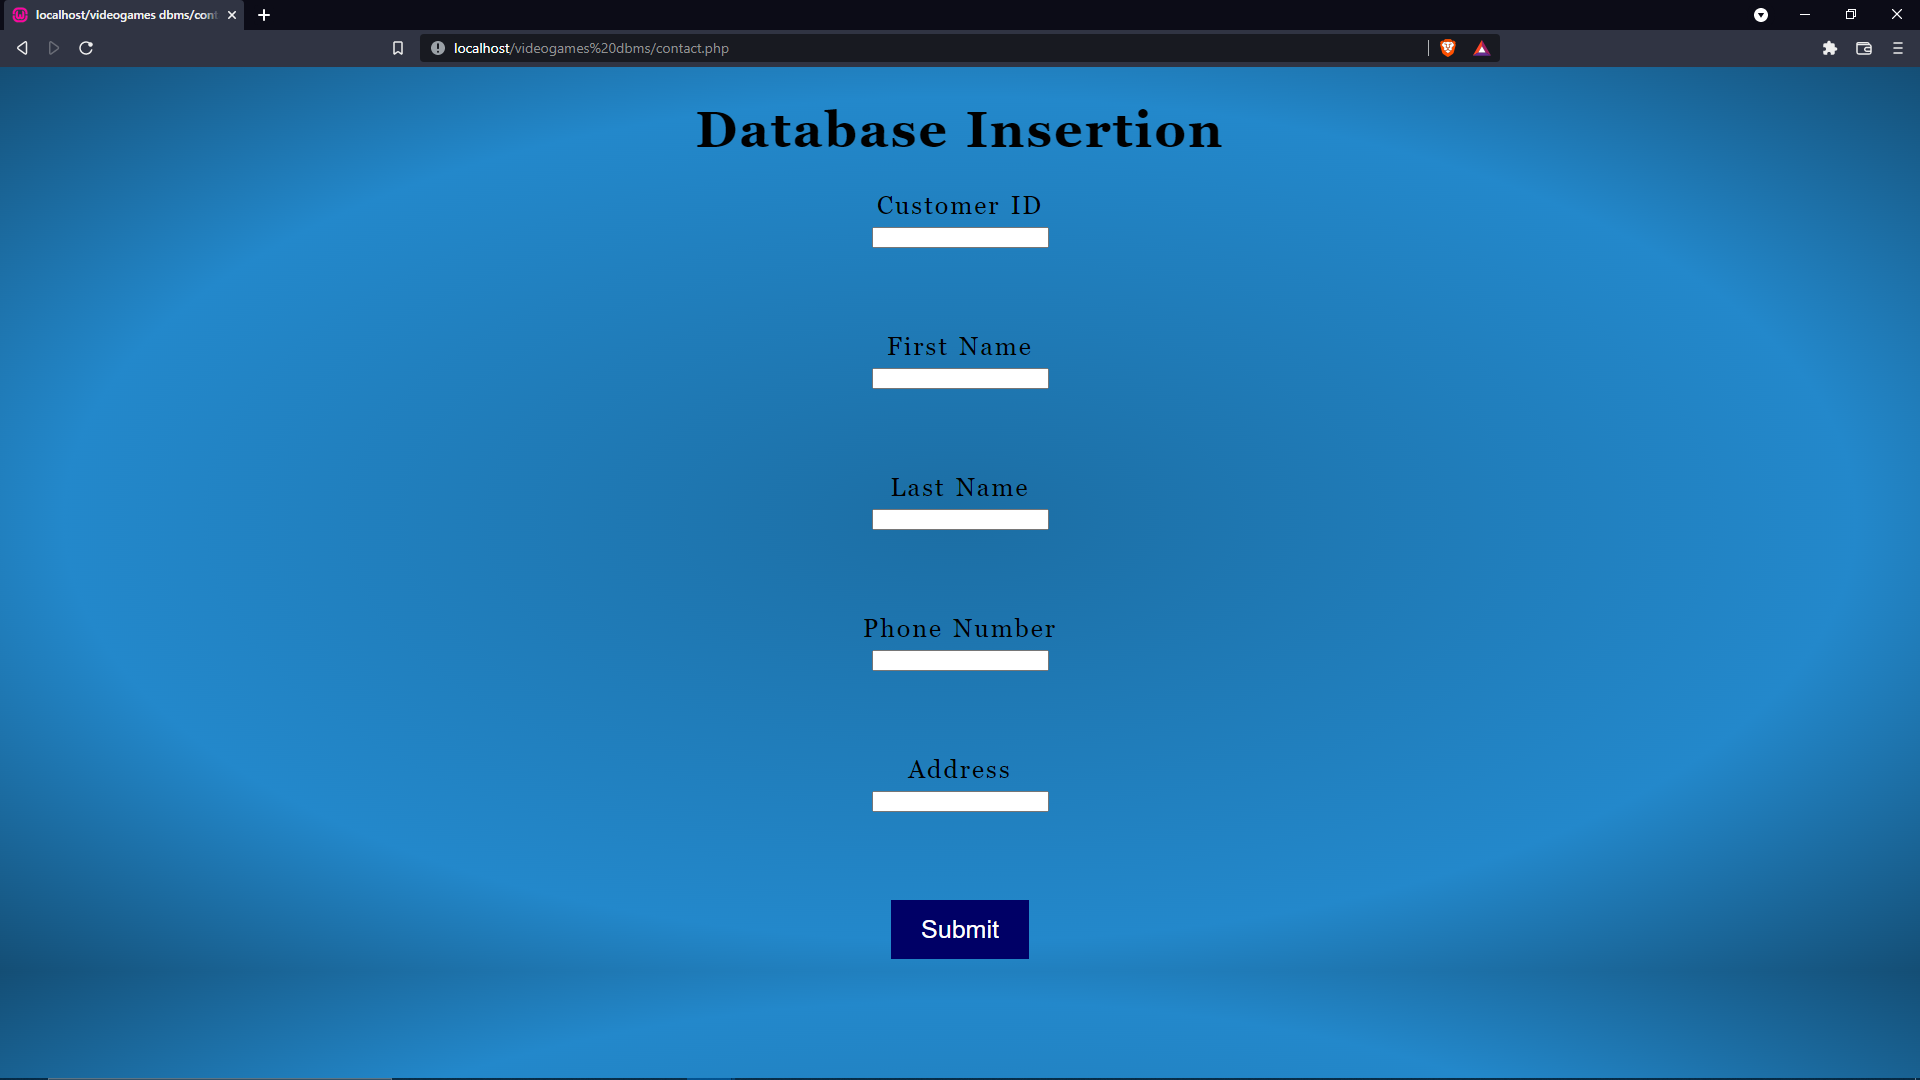 localhost/videogames dbms/cont
localhost/videogames%20dbms/contact.php
Database Insertion
Customer ID
First Name
Last Name
Phone Number
Address
Submit